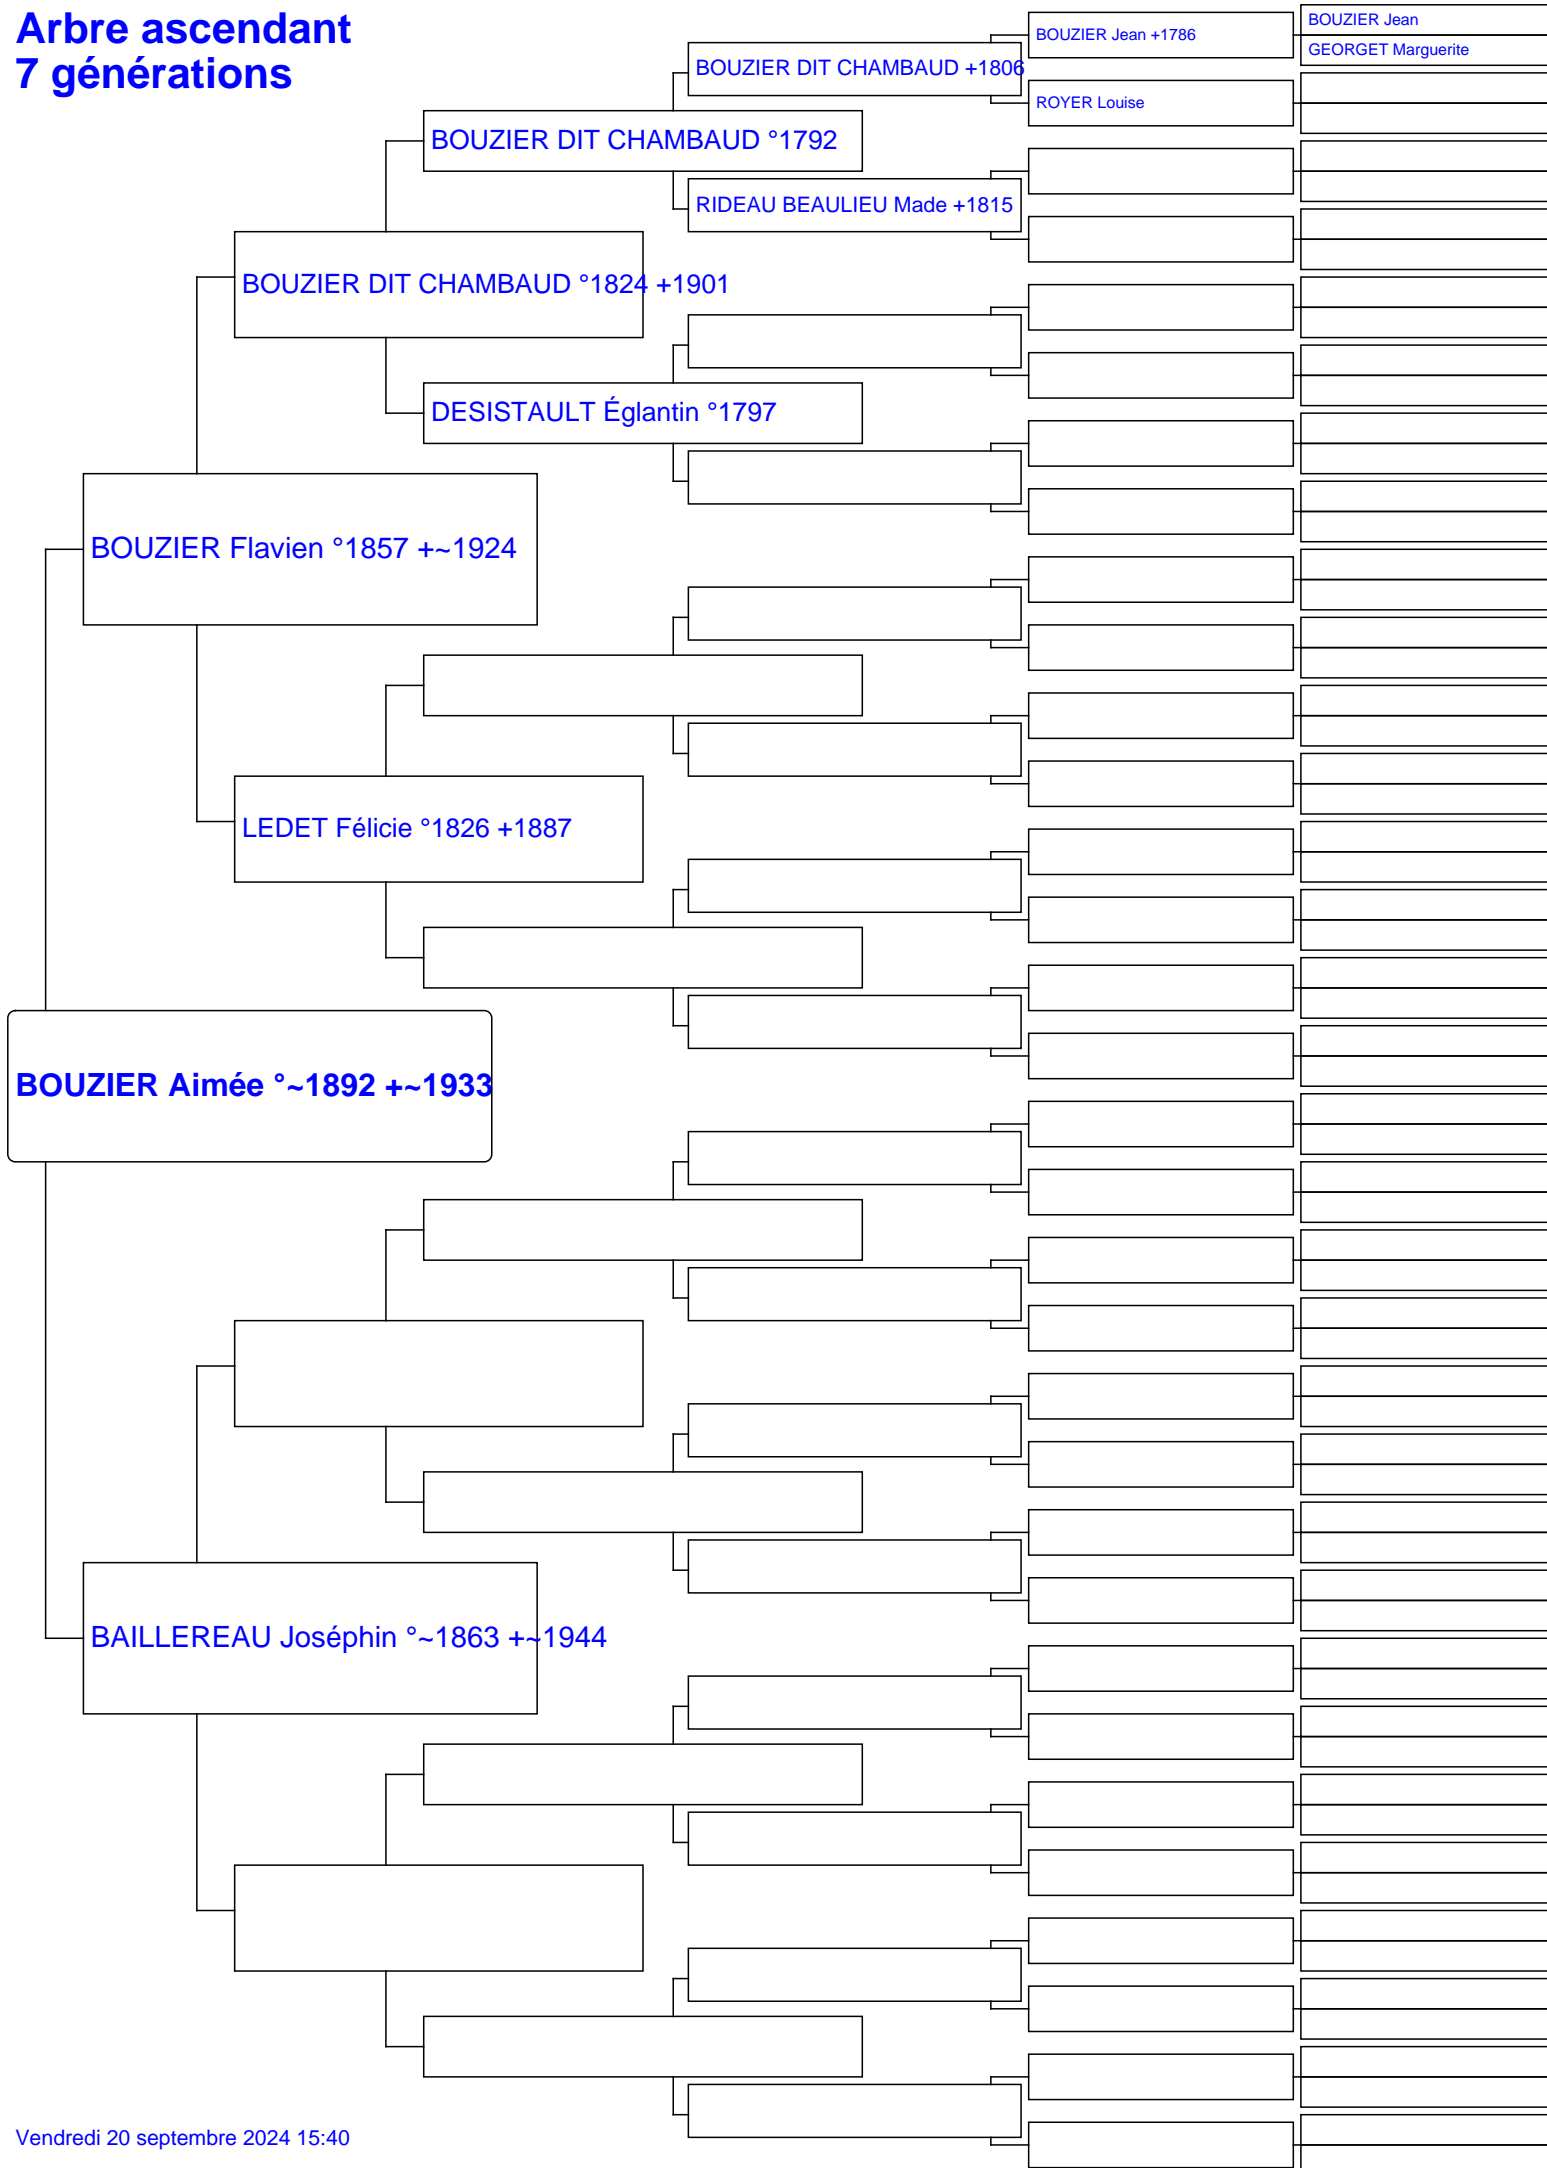 Arbre ascendant
7 générations
BOUZIER Jean
GEORGET Marguerite
BOUZIER Jean +1786
BOUZIER DIT CHAMBAUD +1806
ROYER Louise
BOUZIER DIT CHAMBAUD °1792
RIDEAU BEAULIEU Made +1815
BOUZIER DIT CHAMBAUD °1824 +1901
DESISTAULT Églantin °1797
BOUZIER Flavien °1857 +~1924
LEDET Félicie °1826 +1887
BOUZIER Aimée °~1892 +~1933
BAILLEREAU Joséphin °~1863 +~1944
Vendredi 20 septembre 2024 15:40